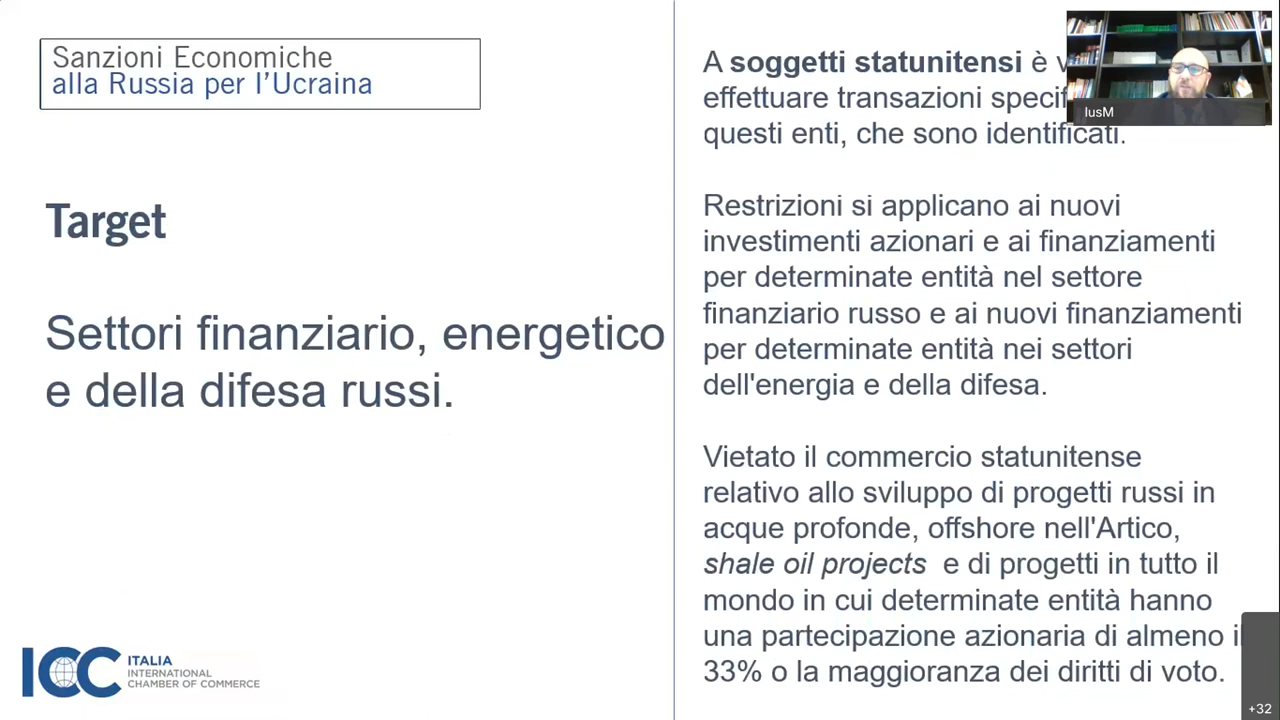 Sanzioni Economiche
alla Russia per l'Ucraina
Target
Settori finanziario, energetico
e della difesa russi.
ICC ITALIA
INTERNATIONAL
CHAMBER OF COMMERCE
A soggetti statunitensi è
effettuare transazioni
questi enti, che sono identificati.
Restrizioni si applicano ai nuovi
investimenti azionari e ai finanziamenti
per determinate entità nel settore
finanziario russo e ai nuovi finanziamenti
per determinate entità nei settori
dell'energia e della difesa.
Vietato il commercio statunitense
relativo allo sviluppo di progetti russi in
acque profonde, offshore nell'Artico,
shale oil projects e di progetti in tutto il
mondo in cui determinate entità hanno
una partecipazione azionaria di almeno il
33% o la maggioranza dei diritti di voto.
IusM
+32